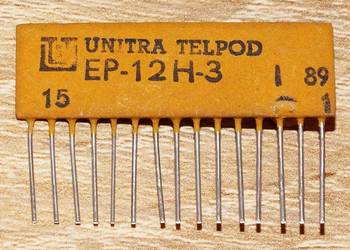 UNITRA TELPOD
EP-12H-3 I 89
15 1